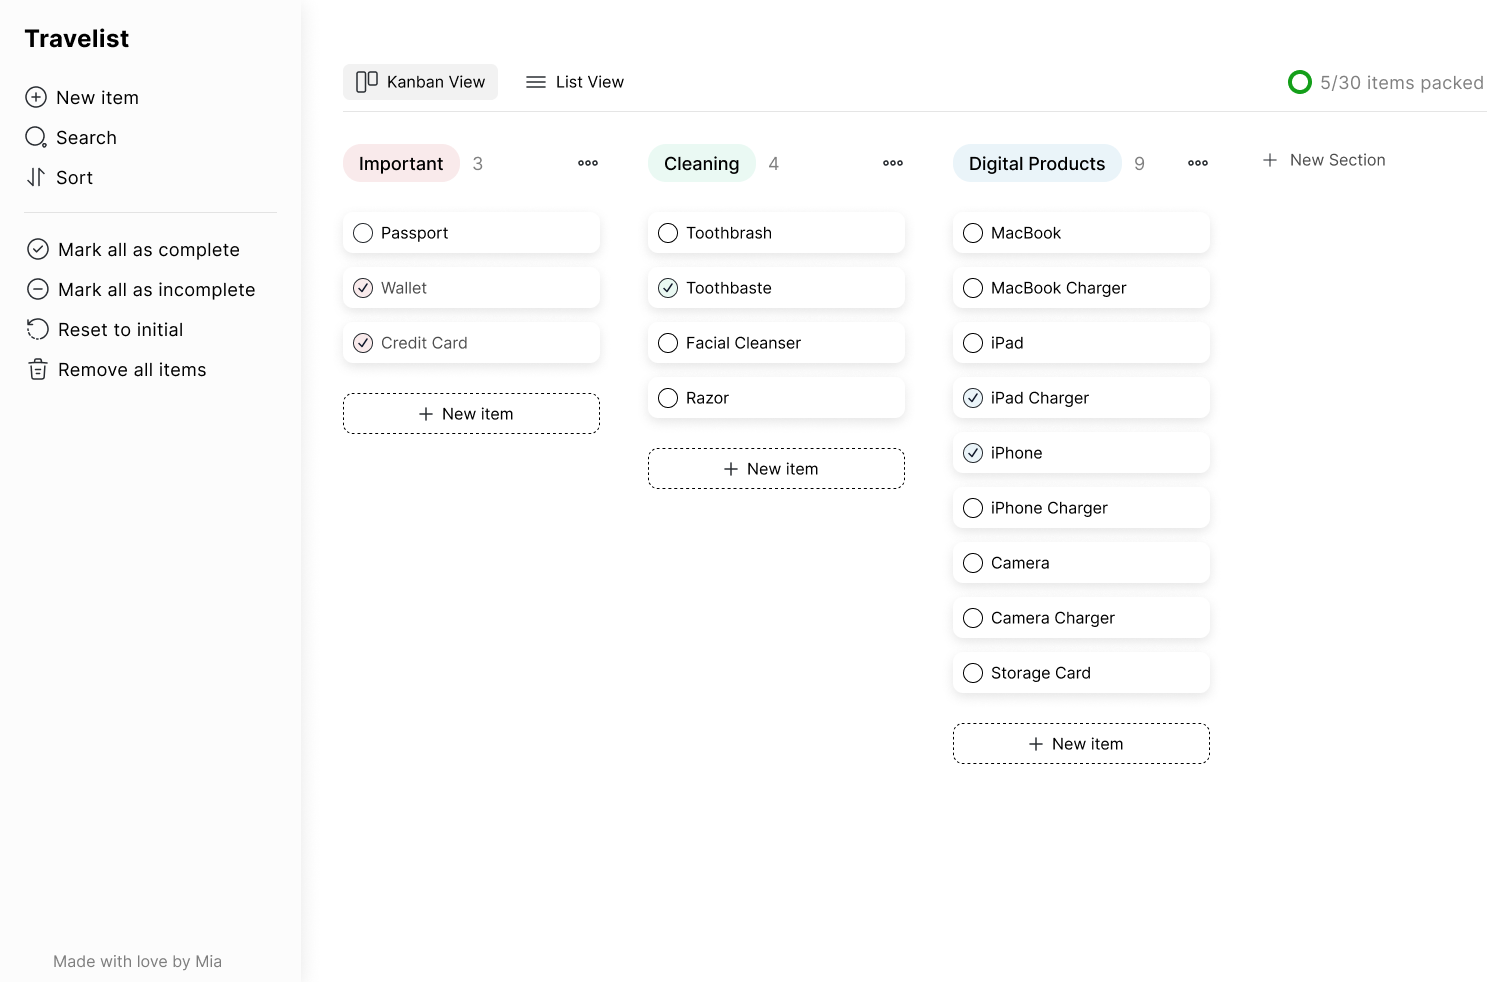 Travelist
New item
Search
Sort
Mark all as complete
Mark all as incomplete
Reset to initial
Remove all items
Made with love by Mia
Kanban View
List View
5/30 items packed
Important 3
Passport
Wallet
Credit Card
New item
Cleaning 4
Toothbrash
Toothbaste
Facial Cleanser
Razor
New item
Digital Products 9
MacBook
MacBook Charger
iPad
iPad Charger
iPhone
iPhone Charger
Camera
Camera Charger
Storage Card
New item
New Section